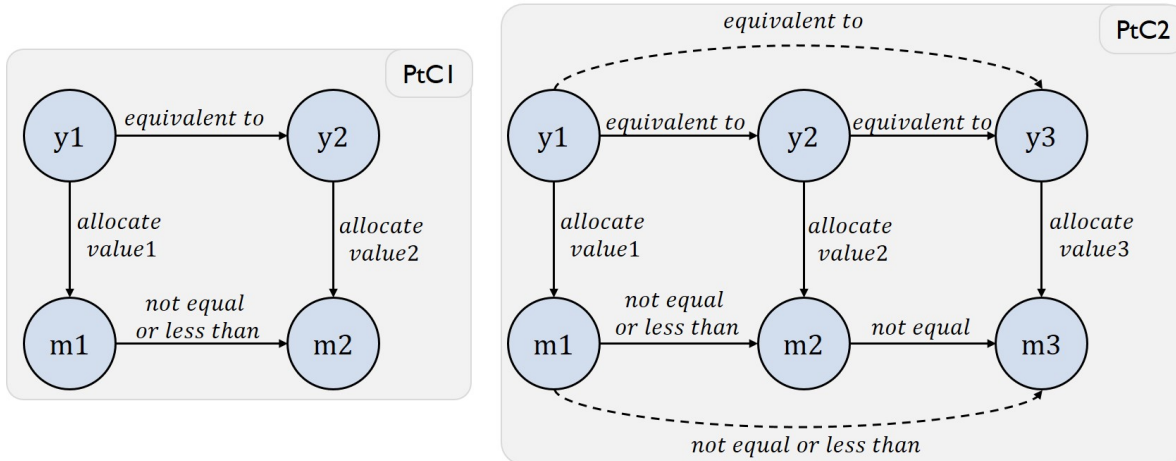 PtC1
y1
equivalent to
y2
allocate
value1
allocate
value2
m1
not equal
or less than
m2
PtC2
equivalent to
y1
equivalent to
y2
equivalent to
y3
allocate
value1
allocate
value2
allocate
value3
m1
not equal
or less than
m2
not equal
m3
not equal or less than